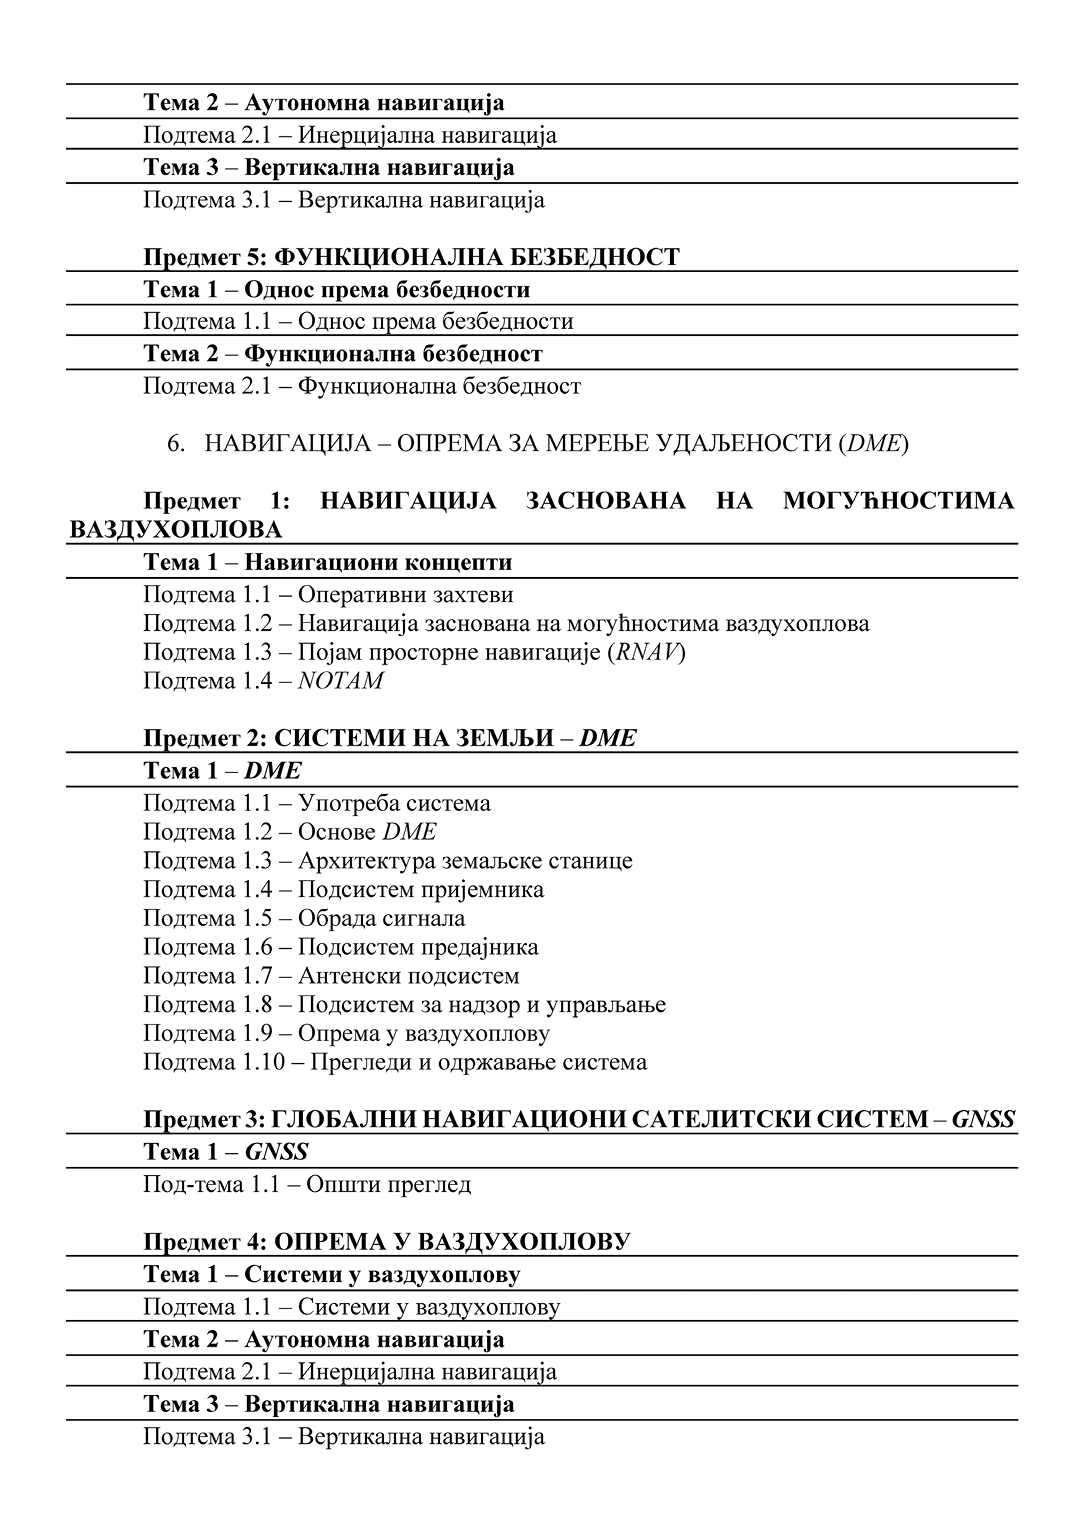 Тема 2 – Аутономна навигација
Подтема 2.1 – Инерцијална навигација
Тема 3 – Вертикална навигација
Подтема 3.1 – Вертикална навигација
Предмет 5: ФУНКЦИОНАЛНА БЕЗБЕДНОСТ
Тема 1 – Однос према безбедности
Подтема 1.1 – Однос према безбедности
Тема 2 – Функционална безбедност
Подтема 2.1 – Функционална безбедност
6. НАВИГАЦИЈА – ОПРЕМА ЗА МЕРЕЊЕ УДАЉЕНОСТИ (DME)
Предмет 1: НАВИГАЦИЈА ЗАСНОВАНА НА МОГУЋНОСТИМА
ВАЗДУХОПЛОВА
Тема 1 – Навигациони концепти
Подтема 1.1 – Оперативни захтеви
Подтема 1.2 – Навигација заснована на могућностима ваздухоплова
Подтема 1.3 – Појам просторне навигације (RNAV)
Подтема 1.4 – NOTAM
Предмет 2: СИСТЕМИ НА ЗЕМЉИ – DME
Тема 1 – DME
Подтема 1.1 – Употреба система
Подтема 1.2 – Основе DME
Подтема 1.3 – Архитектура земаљске станице
Подтема 1.4 – Подсистем пријемника
Подтема 1.5 – Обрада сигнала
Подтема 1.6 – Подсистем предајника
Подтема 1.7 – Антенски подсистем
Подтема 1.8 – Подсистем за надзор и управљање
Подтема 1.9 – Опрема у ваздухоплову
Подтема 1.10 – Прегледи и одржавање система
Предмет 3: ГЛОБАЛНИ НАВИГАЦИОНИ САТЕЛИТСКИ СИСТЕМ – GNSS
Тема 1 – GNSS
Под-тема 1.1 – Општи преглед
Предмет 4: ОПРЕМА У ВАЗДУХОПЛОВУ
Тема 1 – Системи у ваздухоплову
Подтема 1.1 – Системи у ваздухоплову
Тема 2 – Аутономна навигација
Подтема 2.1 – Инерцијална навигација
Тема 3 – Вертикална навигација
Подтема 3.1 – Вертикална навигација